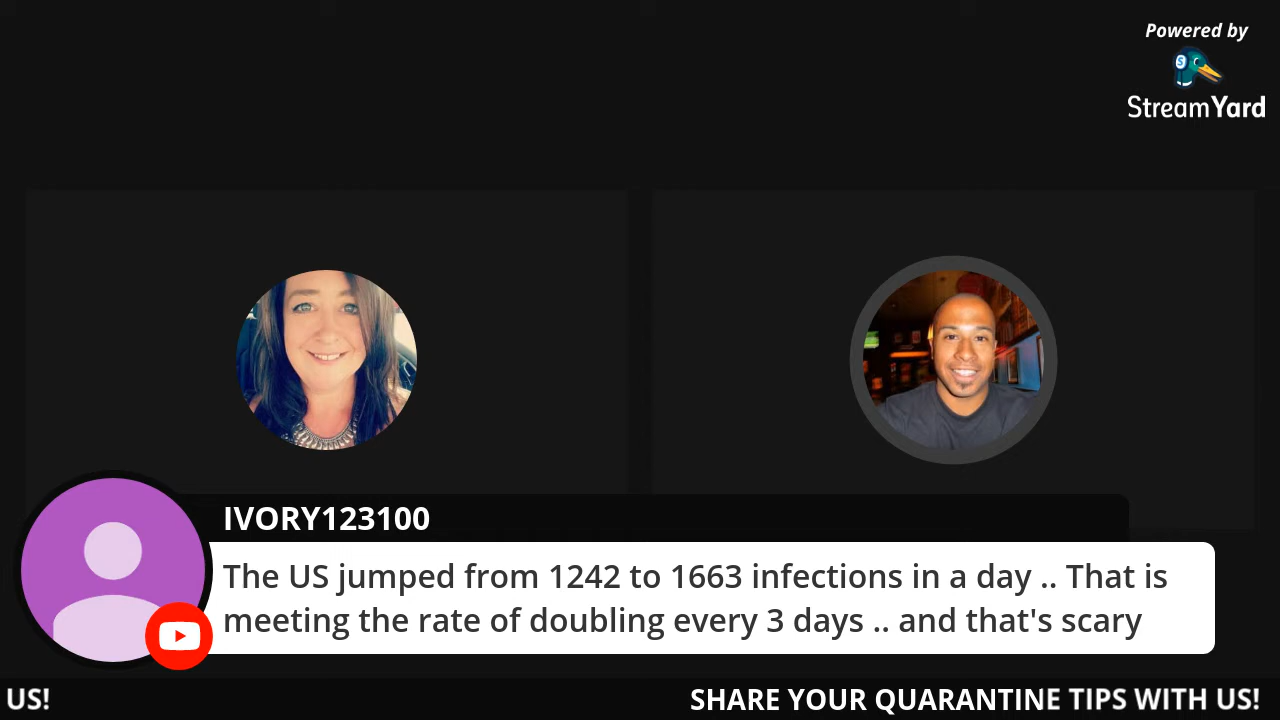 Powered by
StreamYard
IVORY123100
The US jumped from 1242 to 1663 infections in a day .. That is
meeting the rate of doubling every 3 days .. and that's scary
US! SHARE YOUR QUARANTINE TIPS WITH US!